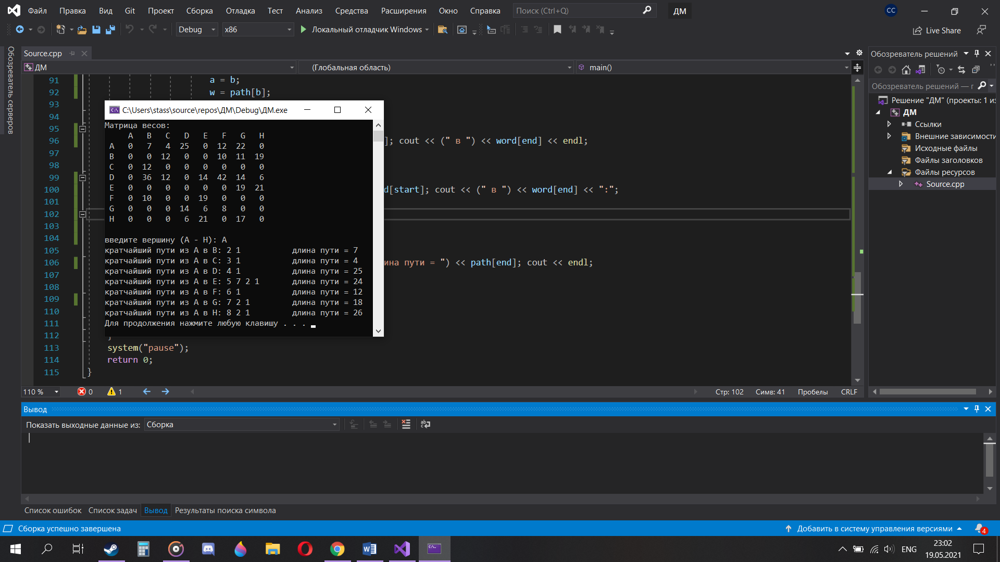 Файл Правка Вид Git Проект Сборка Отладка Тест Анализ Средства Расширения Окно Справка Поиск (Ctrl+Q) ДМ CC
Debug x86 Локальный отладчик Windows Live Share
Обозреватель серверов
Source.cpp
ДМ (Глобальная область) main()
91 a = b;
92 w = path[b];
93
94
95
96 ]; cout << (" в ") << word[end] << endl;
97
98
99
100 d[start]; cout << (" в ") << word[end] << ":";
101
102
103
104
105
106 ина пути = ") << path[end]; cout << endl;
107
108
109
110
111
112 }
113 system("pause");
114 return 0;
115 }
C:\Users\stass\source\repos\ДМ\Debug\ДМ.exe
Матрица весов:
A B C D E F G H
A 0 7 4 25 0 12 22 0
B 0 0 12 0 0 10 11 19
C 0 12 0 0 0 0 0 0
D 0 36 12 0 14 42 14 6
E 0 0 0 0 0 0 19 21
F 0 10 0 0 19 0 0 0
G 0 0 0 14 6 8 0 0
H 0 0 0 6 21 0 17 0
введите вершину (A - H): A
кратчайший пути из A в B: 2 1 длина пути = 7
кратчайший пути из A в C: 3 1 длина пути = 4
кратчайший пути из A в D: 4 1 длина пути = 25
кратчайший пути из A в E: 5 7 2 1 длина пути = 24
кратчайший пути из A в F: 6 1 длина пути = 12
кратчайший пути из A в G: 7 2 1 длина пути = 18
кратчайший пути из A в H: 8 2 1 длина пути = 26
Для продолжения нажмите любую клавишу . . .
110 % 0 1 Стр: 102 Симв: 41 Пробелы CRLF
Обозреватель решений
Обозреватель решений — г
Решение "ДМ" (проекты: 1 из
ДМ
Ссылки
Внешние зависимости
Исходные файлы
Файлы заголовков
Файлы ресурсов
Source.cpp
Вывод
Показать выходные данные из: Сборка
Список ошибок Список задач Вывод Результаты поиска символа
Сборка успешно завершена Добавить в систему управления версиями 4
ENG 23:02
19.05.2021